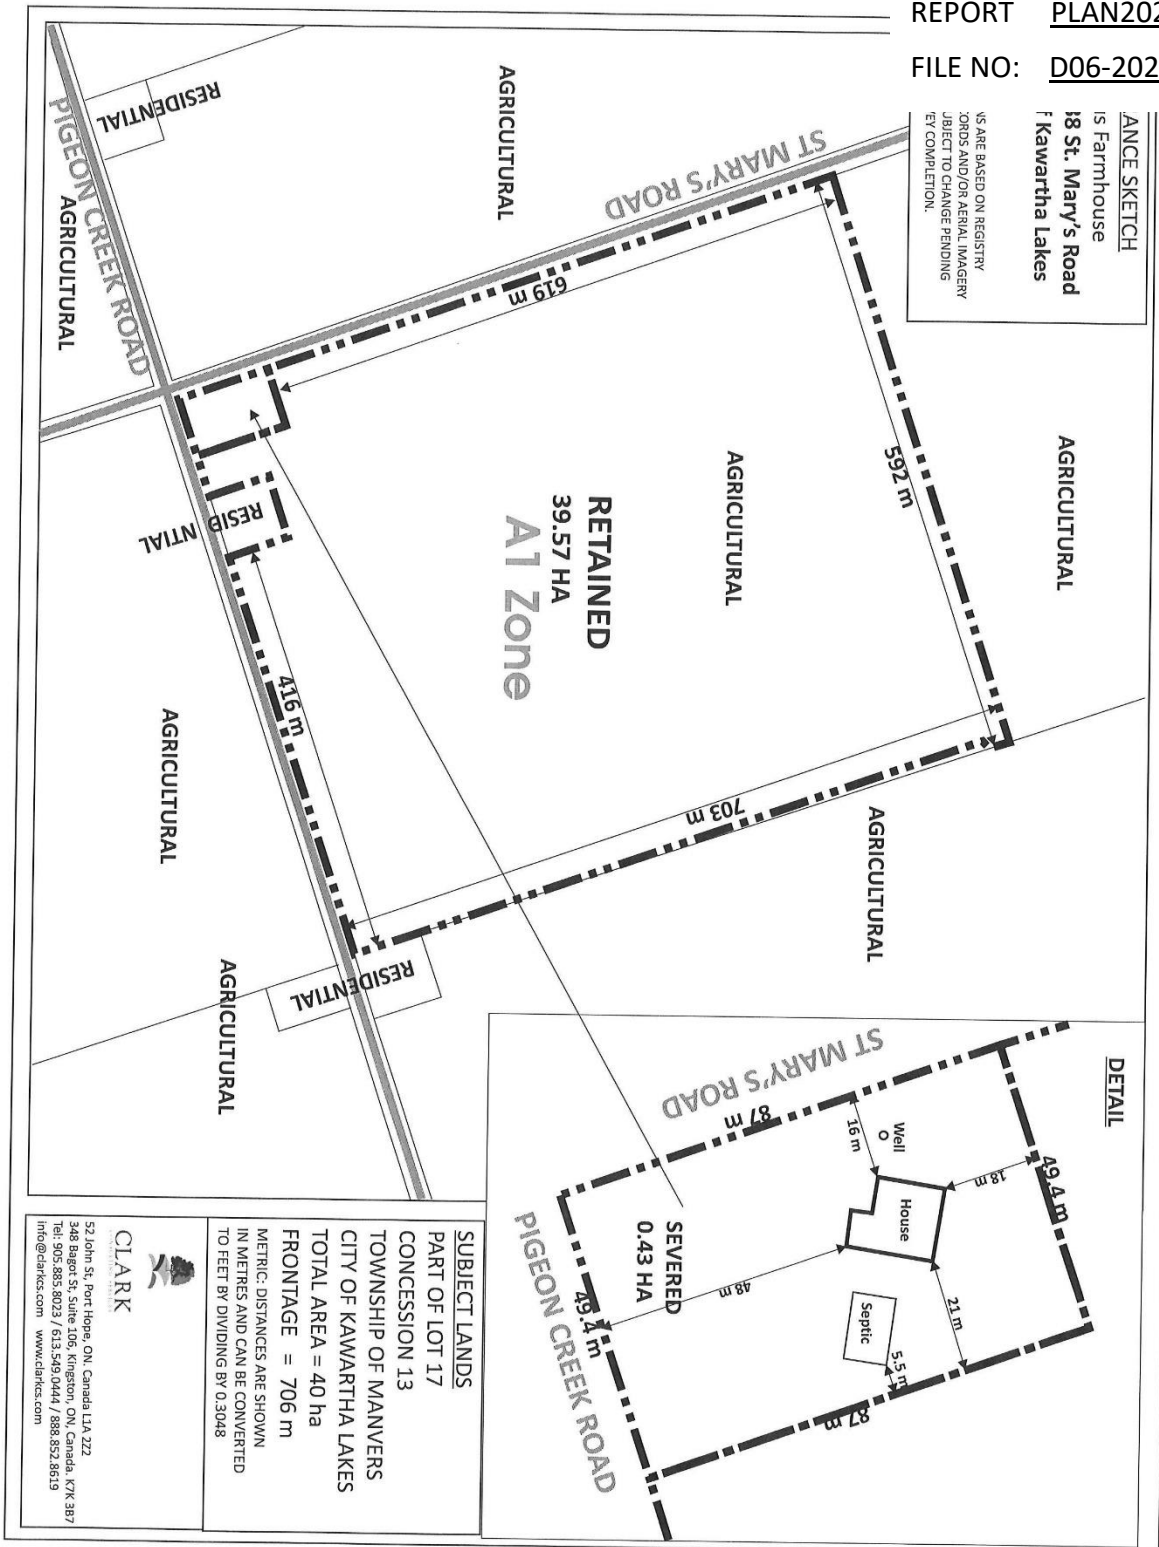 REPORT PLAN202
FILE NO: D06-202
ANCE SKETCH
is Farmhouse
38 St. Mary's Road
f Kawartha Lakes
NS ARE BASED ON REGISTRY
CORDS AND/OR AERIAL IMAGERY
UBJECT TO CHANGE PENDING
EY COMPLETION.
RESIDENTIAL
PIGEON CREEK ROAD
AGRICULTURAL
AGRICULTURAL
ST MARY'S ROAD
619 m
592 m
AGRICULTURAL
AGRICULTURAL
RETAINED
39.57 HA
A1 Zone
RESID NTIAL
416 m
703 m
AGRICULTURAL
AGRICULTURAL
AGRICULTURAL
RESIDENTIAL
DETAIL
ST MARY'S ROAD
87 m
16 m
Well
18 m
49.4 m
House
48 m
21 m
Septic
5.5 m
87 m
SEVERED
0.43 HA
49.4 m
PIGEON CREEK ROAD
SUBJECT LANDS
PART OF LOT 17
CONCESSION 13
TOWNSHIP OF MANVERS
CITY OF KAWARTHA LAKES
TOTAL AREA = 40 ha
FRONTAGE = 706 m
METRIC: DISTANCES ARE SHOWN
IN METRES AND CAN BE CONVERTED
TO FEET BY DIVIDING BY 0.3048
CLARK
52 John St, Port Hope, ON. Canada L1A 2Z2
348 Bagot St, Suite 106, Kingston, ON, Canada. K7K 3B7
Tel: 905.885.8023 / 613.549.0444 / 888.852.8619
info@clarkcs.com www.clarkcs.com